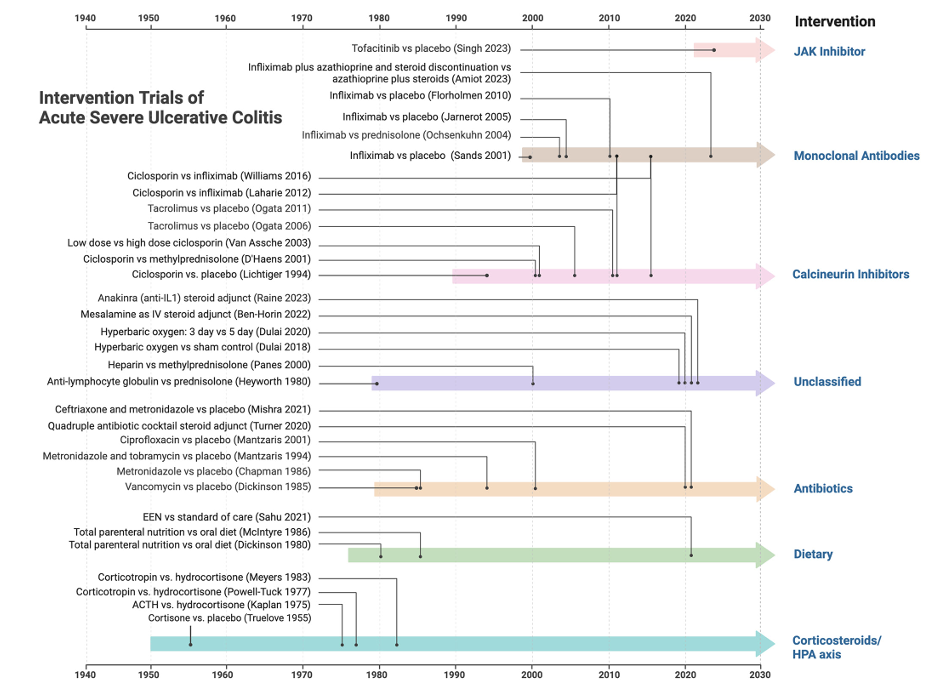 1940 1950 1960 1970 1980 1990 2000 2010 2020 2030
Intervention
Tofacitinib vs placebo (Singh 2023)
JAK Inhibitor
Infliximab plus azathioprine and steroid discontinuation vs
azathioprine plus steroids (Amiot 2023)
Intervention Trials of
Acute Severe Ulcerative Colitis
Infliximab vs placebo (Florholmen 2010)
Infliximab vs placebo (Jarnerot 2005)
Infliximab vs prednisolone (Ochsenkuhn 2004)
Infliximab vs placebo (Sands 2001)
Monoclonal Antibodies
Ciclosporin vs infliximab (Williams 2016)
Ciclosporin vs infliximab (Laharie 2012)
Tacrolimus vs placebo (Ogata 2011)
Tacrolimus vs placebo (Ogata 2006)
Low dose vs high dose ciclosporin (Van Assche 2003)
Ciclosporin vs methylprednisolone (D'Haens 2001)
Ciclosporin vs. placebo (Lichtiger 1994)
Calcineurin Inhibitors
Anakinra (anti-IL1) steroid adjunct (Raine 2023)
Mesalamine as IV steroid adjunct (Ben-Horin 2022)
Hyperbaric oxygen: 3 day vs 5 day (Dulai 2020)
Hyperbaric oxygen vs sham control (Dulai 2018)
Heparin vs methylprednisolone (Panes 2000)
Anti-lymphocyte globulin vs prednisolone (Heyworth 1980)
Unclassified
Ceftriaxone and metronidazole vs placebo (Mishra 2021)
Quadruple antibiotic cocktail steroid adjunct (Turner 2020)
Ciprofloxacin vs placebo (Mantzaris 2001)
Metronidazole and tobramycin vs placebo (Mantzaris 1994)
Metronidazole vs placebo (Chapman 1986)
Vancomycin vs placebo (Dickinson 1985)
Antibiotics
EEN vs standard of care (Sahu 2021)
Total parenteral nutrition vs oral diet (McIntyre 1986)
Total parenteral nutrition vs oral diet (Dickinson 1980)
Dietary
Corticotropin vs. hydrocortisone (Meyers 1983)
Corticotropin vs. hydrocortisone (Powell-Tuck 1977)
ACTH vs. hydrocortisone (Kaplan 1975)
Cortisone vs. placebo (Truelove 1955)
Corticosteroids/
HPA axis
1940 1950 1960 1970 1980 1990 2000 2010 2020 2030